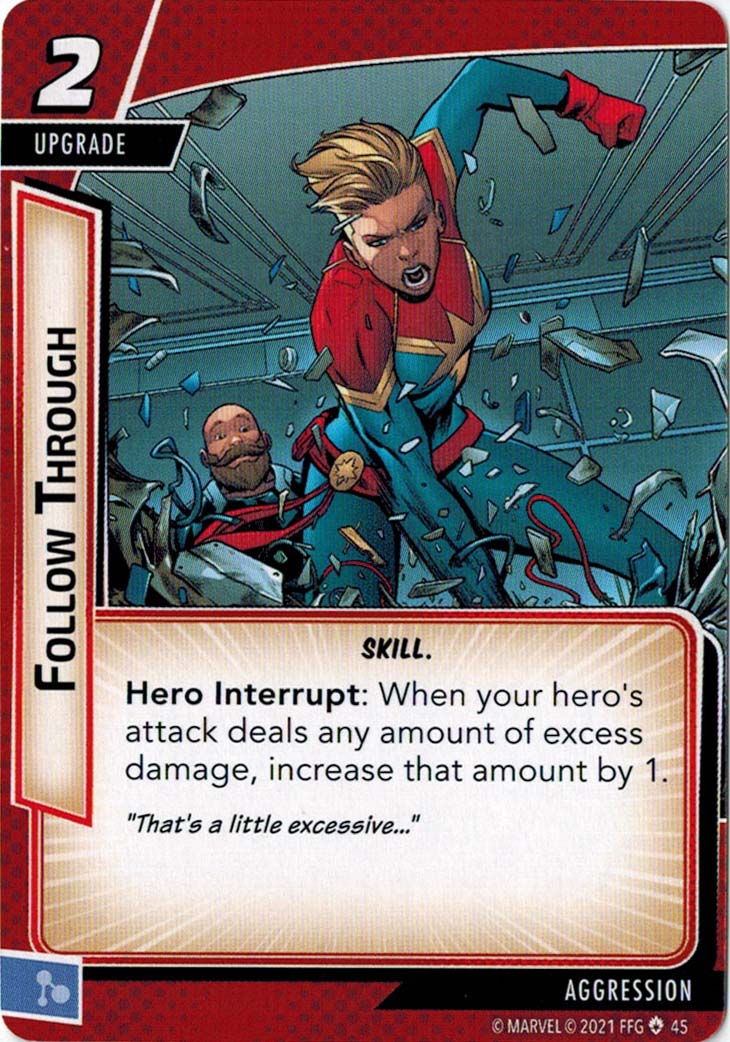 2
UPGRADE
FOLLOW THROUGH
SKILL.
Hero Interrupt: When your hero's
attack deals any amount of excess
damage, increase that amount by 1.
"That's a little excessive..."
AGGRESSION
© MARVEL © 2021 FFG 45